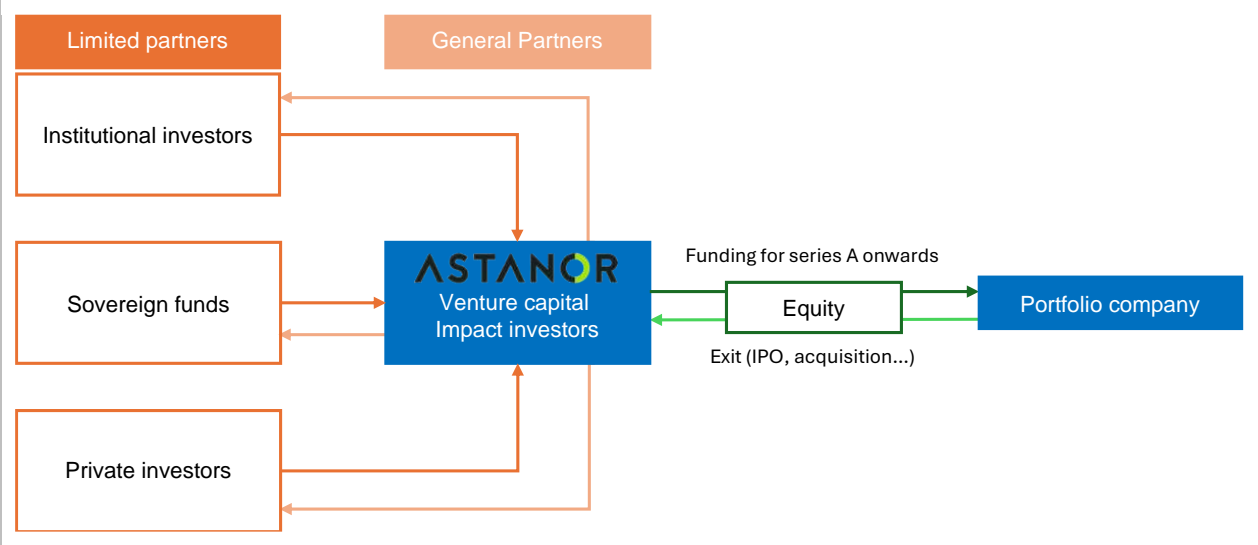 Limited partners
General Partners
Institutional investors
Sovereign funds
Private investors
ASTANOR
Venture capital
Impact investors
Funding for series A onwards
Equity
Exit (IPO, acquisition...)
Portfolio company